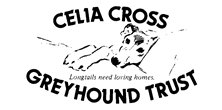 CELIA CROSS
Longtails need loving homes.
GREYHOUND TRUST